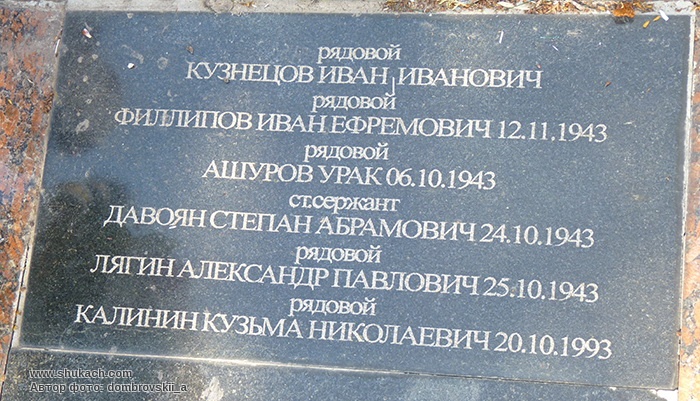 рядовой
КУЗНЕЦОВ ИВАН ИВАНОВИЧ
рядовой
ФИЛЛИПОВ ИВАН ЕФРЕМОВИЧ 12.11.1943
рядовой
АШУРОВ УРАК 06.10.1943
ст.сержант
ДАВОЯН СТЕПАН АБРАМОВИЧ 24.10.1943
рядовой
ЛЯГИН АЛЕКСАНДР ПАВЛОВИЧ 25.10.1943
рядовой
КАЛИНИН КУЗЬМА НИКОЛАЕВИЧ 20.10.1993
www.shukach.com
Автор фото: dombrovskii_a